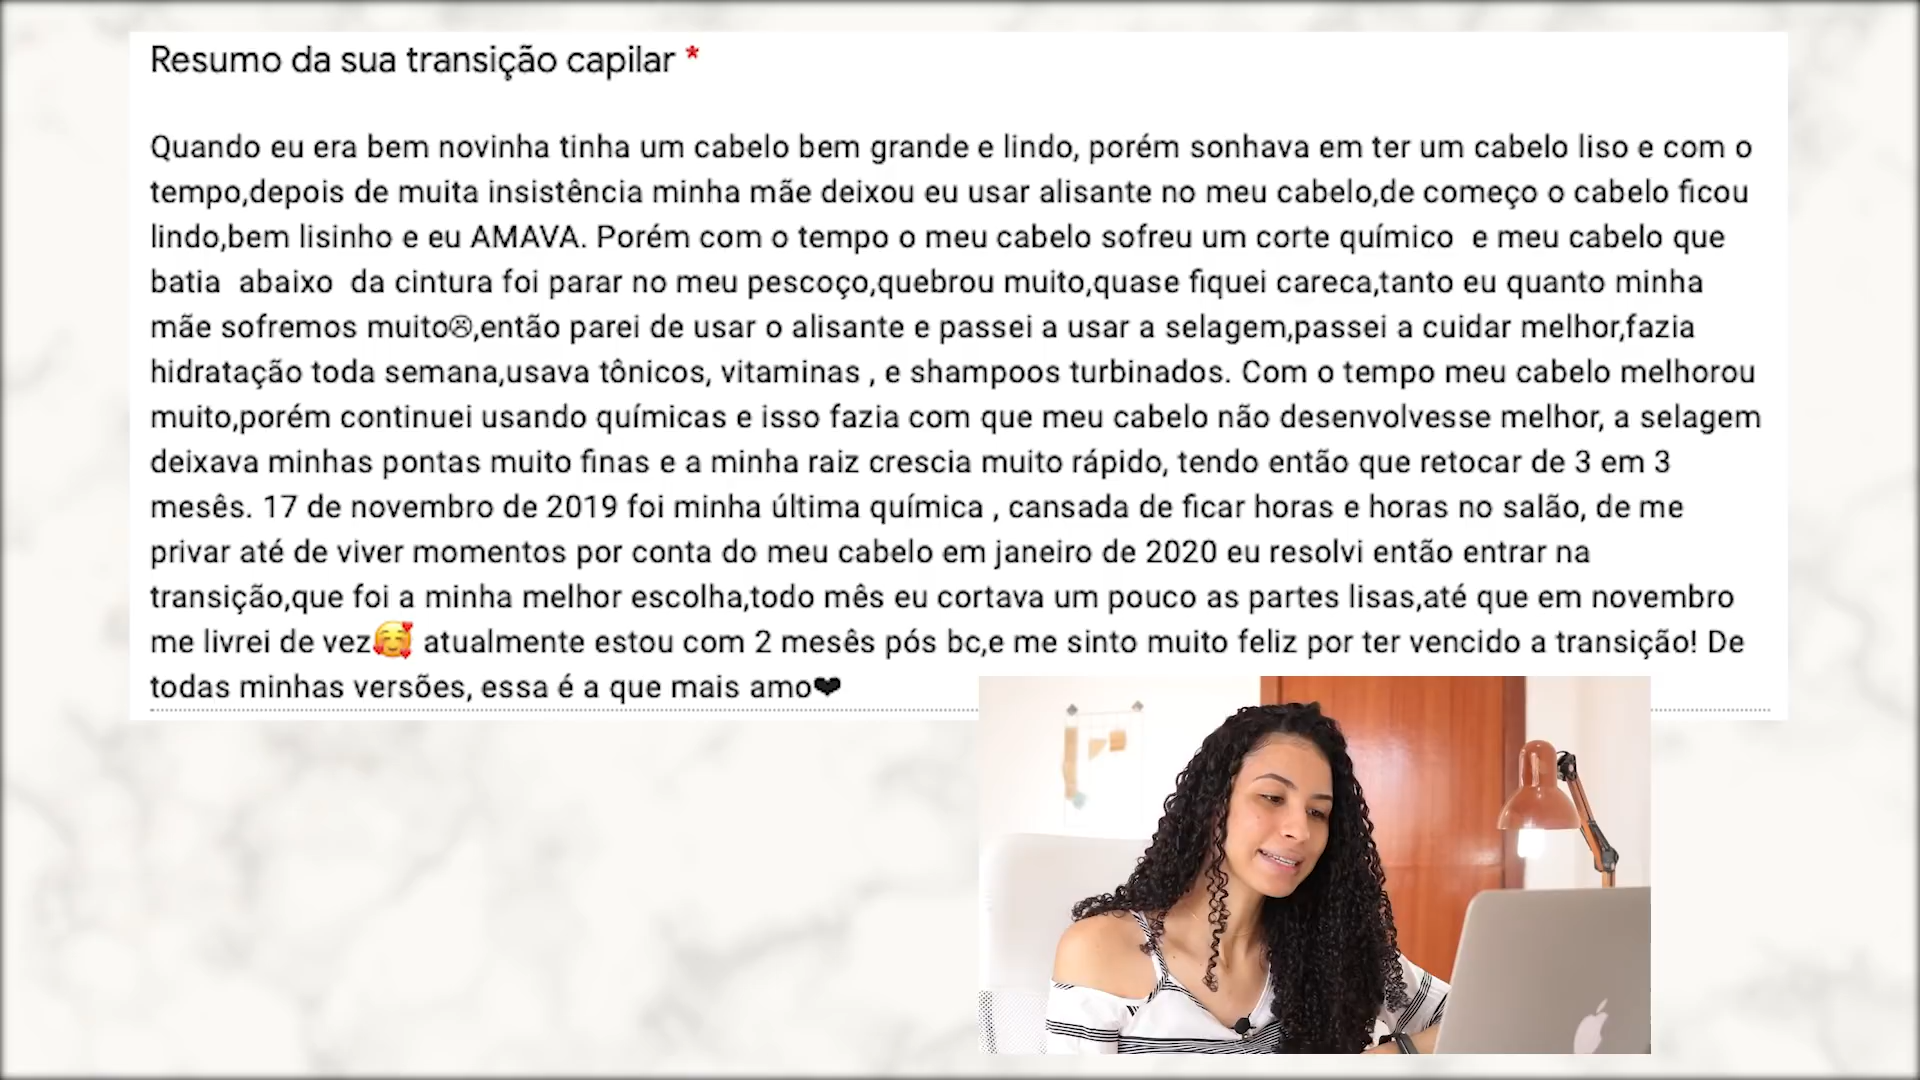 Resumo da sua transição capilar *
Quando eu era bem novinha tinha um cabelo bem grande e lindo, porém sonhava em ter um cabelo liso e com o
tempo,depois de muita insistência minha mãe deixou eu usar alisante no meu cabelo,de começo o cabelo ficou
lindo,bem lisinho e eu AMAVA. Porém com o tempo o meu cabelo sofreu um corte químico  e meu cabelo que
batia  abaixo  da cintura foi parar no meu pescoço,quebrou muito,quase fiquei careca,tanto eu quanto minha
mãe sofremos muito☹,então parei de usar o alisante e passei a usar a selagem,passei a cuidar melhor,fazia
hidratação toda semana,usava tônicos, vitaminas , e shampoos turbinados. Com o tempo meu cabelo melhorou
muito,porém continuei usando químicas e isso fazia com que meu cabelo não desenvolvesse melhor, a selagem
deixava minhas pontas muito finas e a minha raiz crescia muito rápido, tendo então que retocar de 3 em 3
mesês. 17 de novembro de 2019 foi minha última química , cansada de ficar horas e horas no salão, de me
privar até de viver momentos por conta do meu cabelo em janeiro de 2020 eu resolvi então entrar na
transição,que foi a minha melhor escolha,todo mês eu cortava um pouco as partes lisas,até que em novembro
me livrei de vez🥰 atualmente estou com 2 mesês pós bc,e me sinto muito feliz por ter vencido a transição! De
todas minhas versões, essa é a que mais amo❤